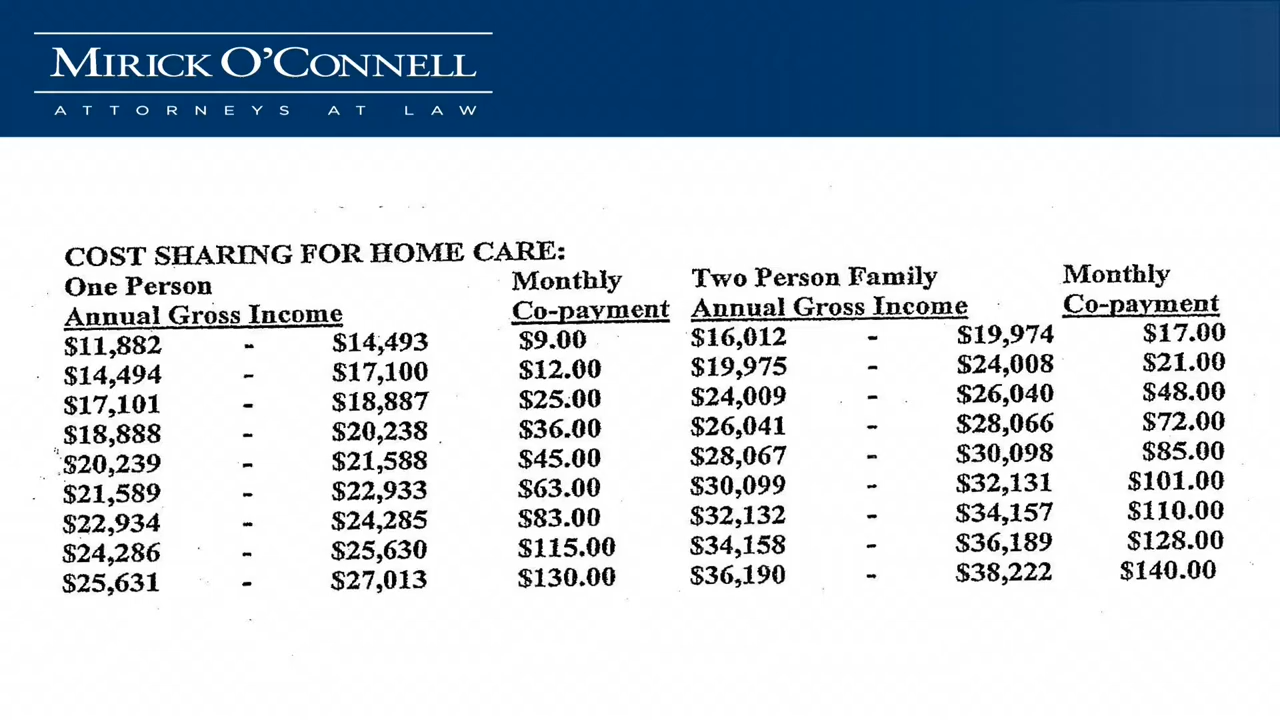 MIRICK O'CONNELL
ATTORNEYS AT LAW
COST SHARING FOR HOME CARE:
One Person Monthly Two Person Family Monthly
Annual Gross Income Co-payment Annual Gross Income Co-payment
$11,882 - $14,493 $9.00 $16,012 - $19,974 $17.00
$14,494 - $17,100 $12.00 $19,975 - $24,008 $21.00
$17,101 - $18,887 $25.00 $24,009 - $26,040 $48.00
$18,888 - $20,238 $36.00 $26,041 - $28,066 $72.00
$20,239 - $21,588 $45.00 $28,067 - $30,098 $85.00
$21,589 - $22,933 $63.00 $30,099 - $32,131 $101.00
$22,934 - $24,285 $83.00 $32,132 - $34,157 $110.00
$24,286 - $25,630 $115.00 $34,158 - $36,189 $128.00
$25,631 - $27,013 $130.00 $36,190 - $38,222 $140.00